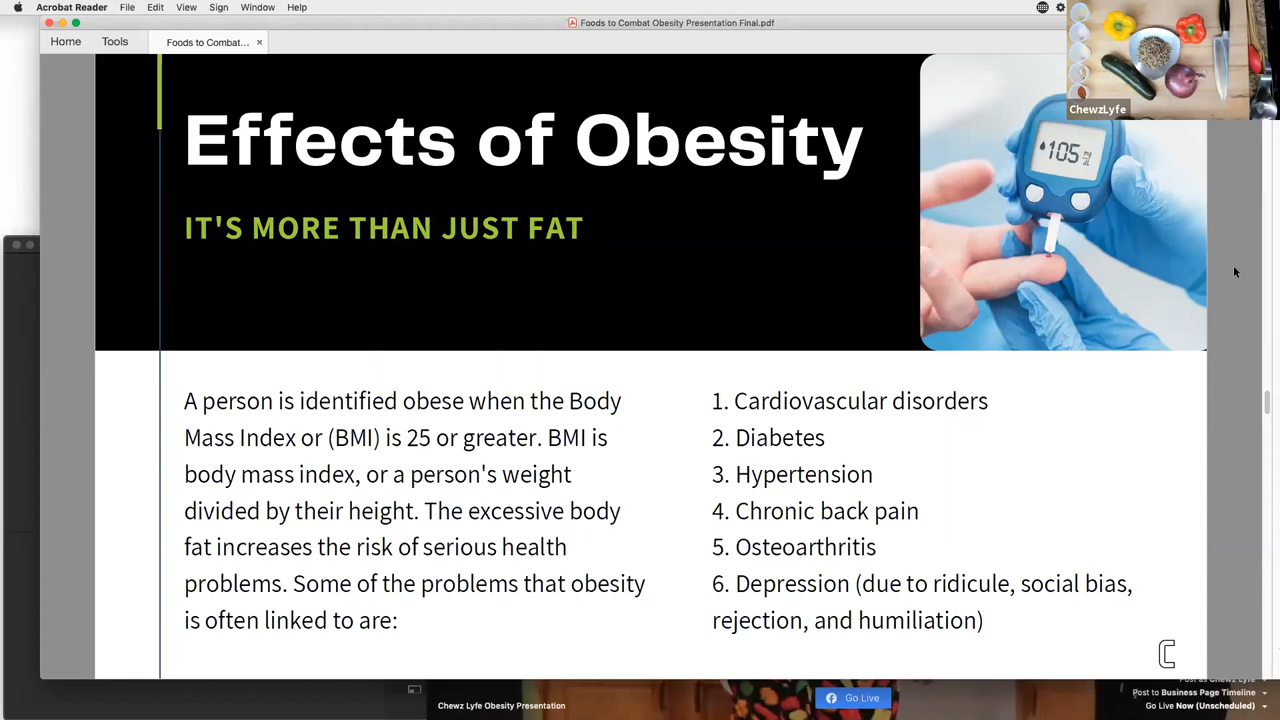 Acrobat Reader File Edit View Sign Window Help
Foods to Combat Obesity Presentation Final.pdf
Home Tools Foods to Combat... ×
ChewzLyfe
105
Effects of Obesity
IT'S MORE THAN JUST FAT
A person is identified obese when the Body
Mass Index or (BMI) is 25 or greater. BMI is
body mass index, or a person's weight
divided by their height. The excessive body
fat increases the risk of serious health
problems. Some of the problems that obesity
is often linked to are:
1. Cardiovascular disorders
2. Diabetes
3. Hypertension
4. Chronic back pain
5. Osteoarthritis
6. Depression (due to ridicule, social bias,
rejection, and humiliation)
Post as Chewz Lyfe
Post to Business Page Timeline
Go Live Now (Unscheduled)
Chewz Lyfe Obesity Presentation
Go Live